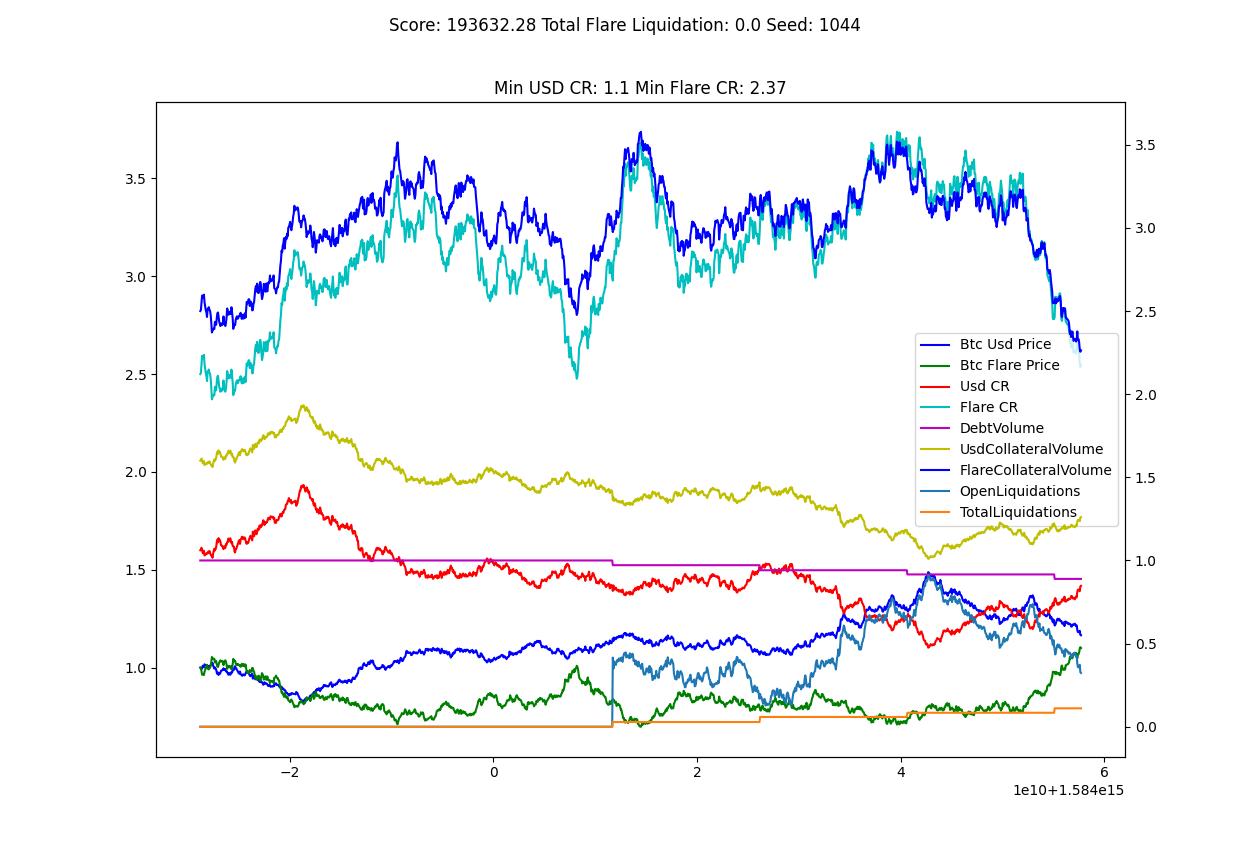 Score: 193632.28 Total Flare Liquidation: 0.0 Seed: 1044
Min USD CR: 1.1 Min Flare CR: 2.37
3.5
3.0
2.5
2.0
1.5
1.0
3.5
3.0
2.5
2.0
1.5
1.0
0.5
0.0
Btc Usd Price
Btc Flare Price
Usd CR
Flare CR
DebtVolume
UsdCollateralVolume
FlareCollateralVolume
OpenLiquidations
TotalLiquidations
−2 0 2 4 6
1e10+1.584e15